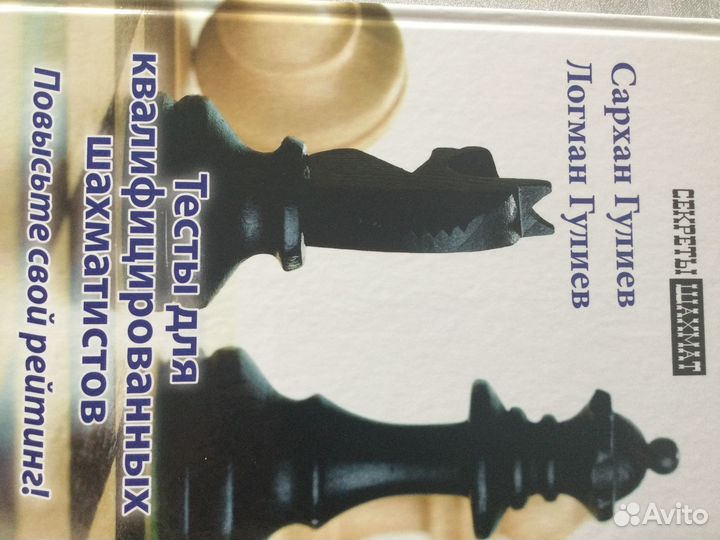 СЕКРЕТЫ ШАХМАТ
Сархан Гулиев
Логман Гулиев
Тесты для
квалифицированных
шахматистов
Повысьте свой рейтинг!
Avito